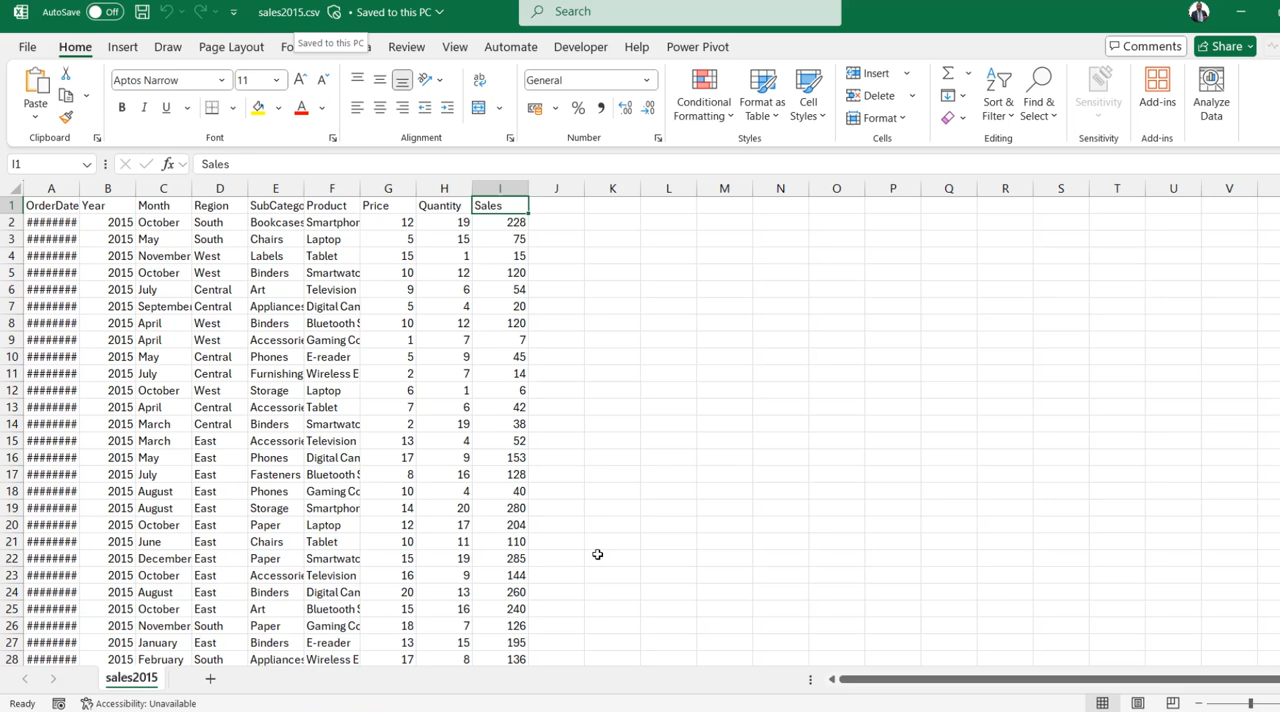 AutoSave Off sales2015.csv • Saved to this PC Search
File Home Insert Draw Page Layout Fo a Review View Automate Developer Help Power Pivot Comments Share
Saved to this PC
Paste Aptos Narrow 11 General Conditional Formatting Format as Table Cell Styles Insert Delete Format Sort & Filter Find & Select Sensitivity Add-ins Analyze Data
Clipboard Font Alignment Number Styles Cells Editing Sensitivity Add-ins
I1 fx Sales
A B C D E F G H I J K L M N O P Q R S T U V
1 OrderDate Year Month Region SubCatego Product Price Quantity Sales
2 ######## 2015 October South Bookcases Smartphon 12 19 228
3 ######## 2015 May South Chairs Laptop 5 15 75
4 ######## 2015 November West Labels Tablet 15 1 15
5 ######## 2015 October West Binders Smartwatc 10 12 120
6 ######## 2015 July Central Art Television 9 6 54
7 ######## 2015 September Central Appliances Digital Can 5 4 20
8 ######## 2015 April West Binders Bluetooth S 10 12 120
9 ######## 2015 April West Accessorie Gaming Co 1 7 7
10 ######## 2015 May Central Phones E-reader 5 9 45
11 ######## 2015 July Central Furnishing Wireless E 2 7 14
12 ######## 2015 October West Storage Laptop 6 1 6
13 ######## 2015 April Central Accessorie Tablet 7 6 42
14 ######## 2015 March Central Binders Smartwatc 2 19 38
15 ######## 2015 March East Accessorie Television 13 4 52
16 ######## 2015 May East Phones Digital Can 17 9 153
17 ######## 2015 July East Fasteners Bluetooth S 8 16 128
18 ######## 2015 August East Phones Gaming Co 10 4 40
19 ######## 2015 August East Storage Smartphon 14 20 280
20 ######## 2015 October East Paper Laptop 12 17 204
21 ######## 2015 June East Chairs Tablet 10 11 110
22 ######## 2015 December East Paper Smartwatc 15 19 285
23 ######## 2015 October East Accessorie Television 16 9 144
24 ######## 2015 August East Binders Digital Can 20 13 260
25 ######## 2015 October East Art Bluetooth S 15 16 240
26 ######## 2015 November South Paper Gaming Co 18 7 126
27 ######## 2015 January East Binders E-reader 13 15 195
28 ######## 2015 February South Appliances Wireless E 17 8 136
sales2015
Ready Accessibility: Unavailable